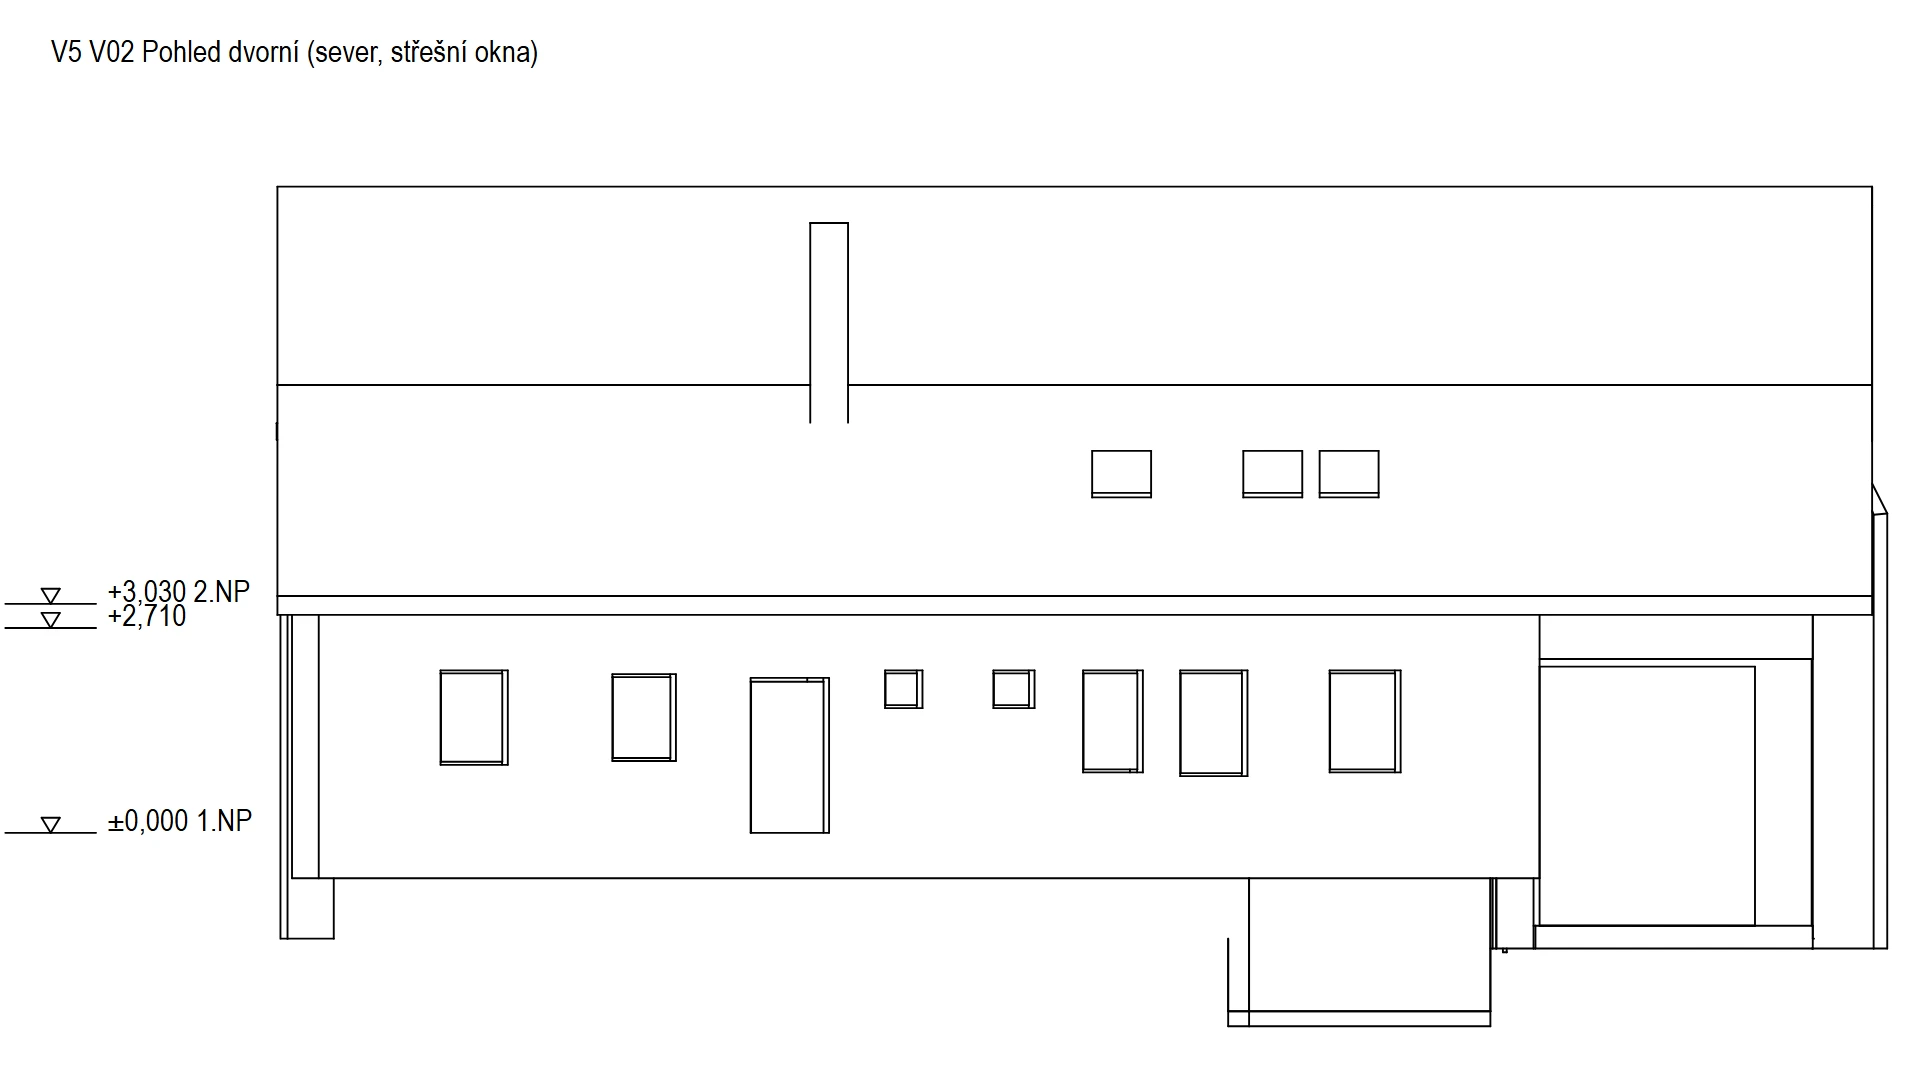 V5 V02 Pohled dvorní (sever, střešní okna)
+3,030 2.NP
+2,710
±0,000 1.NP